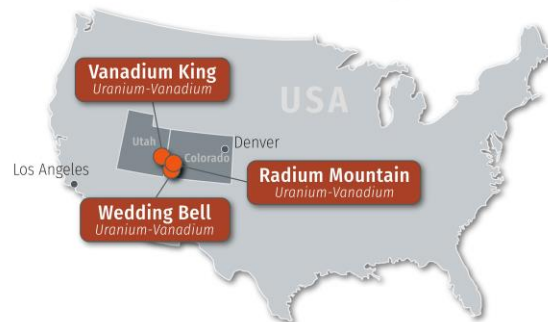 Vanadium King
Uranium-Vanadium
USA
Utah
Colorado
Denver
Los Angeles
Radium Mountain
Uranium-Vanadium
Wedding Bell
Uranium-Vanadium